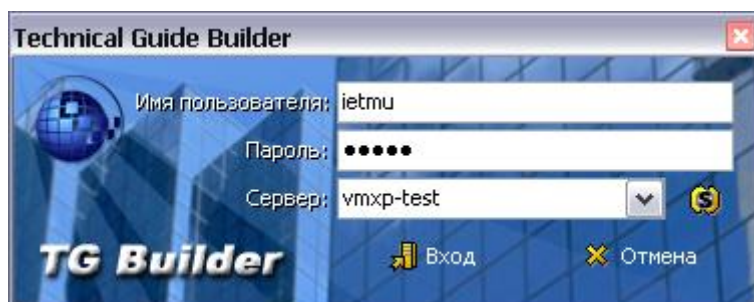 Technical Guide Builder
Имя пользователя: ietmu
Пароль: ●●●●●
Сервер: vmxp-test S
TG Builder
Вход Отмена